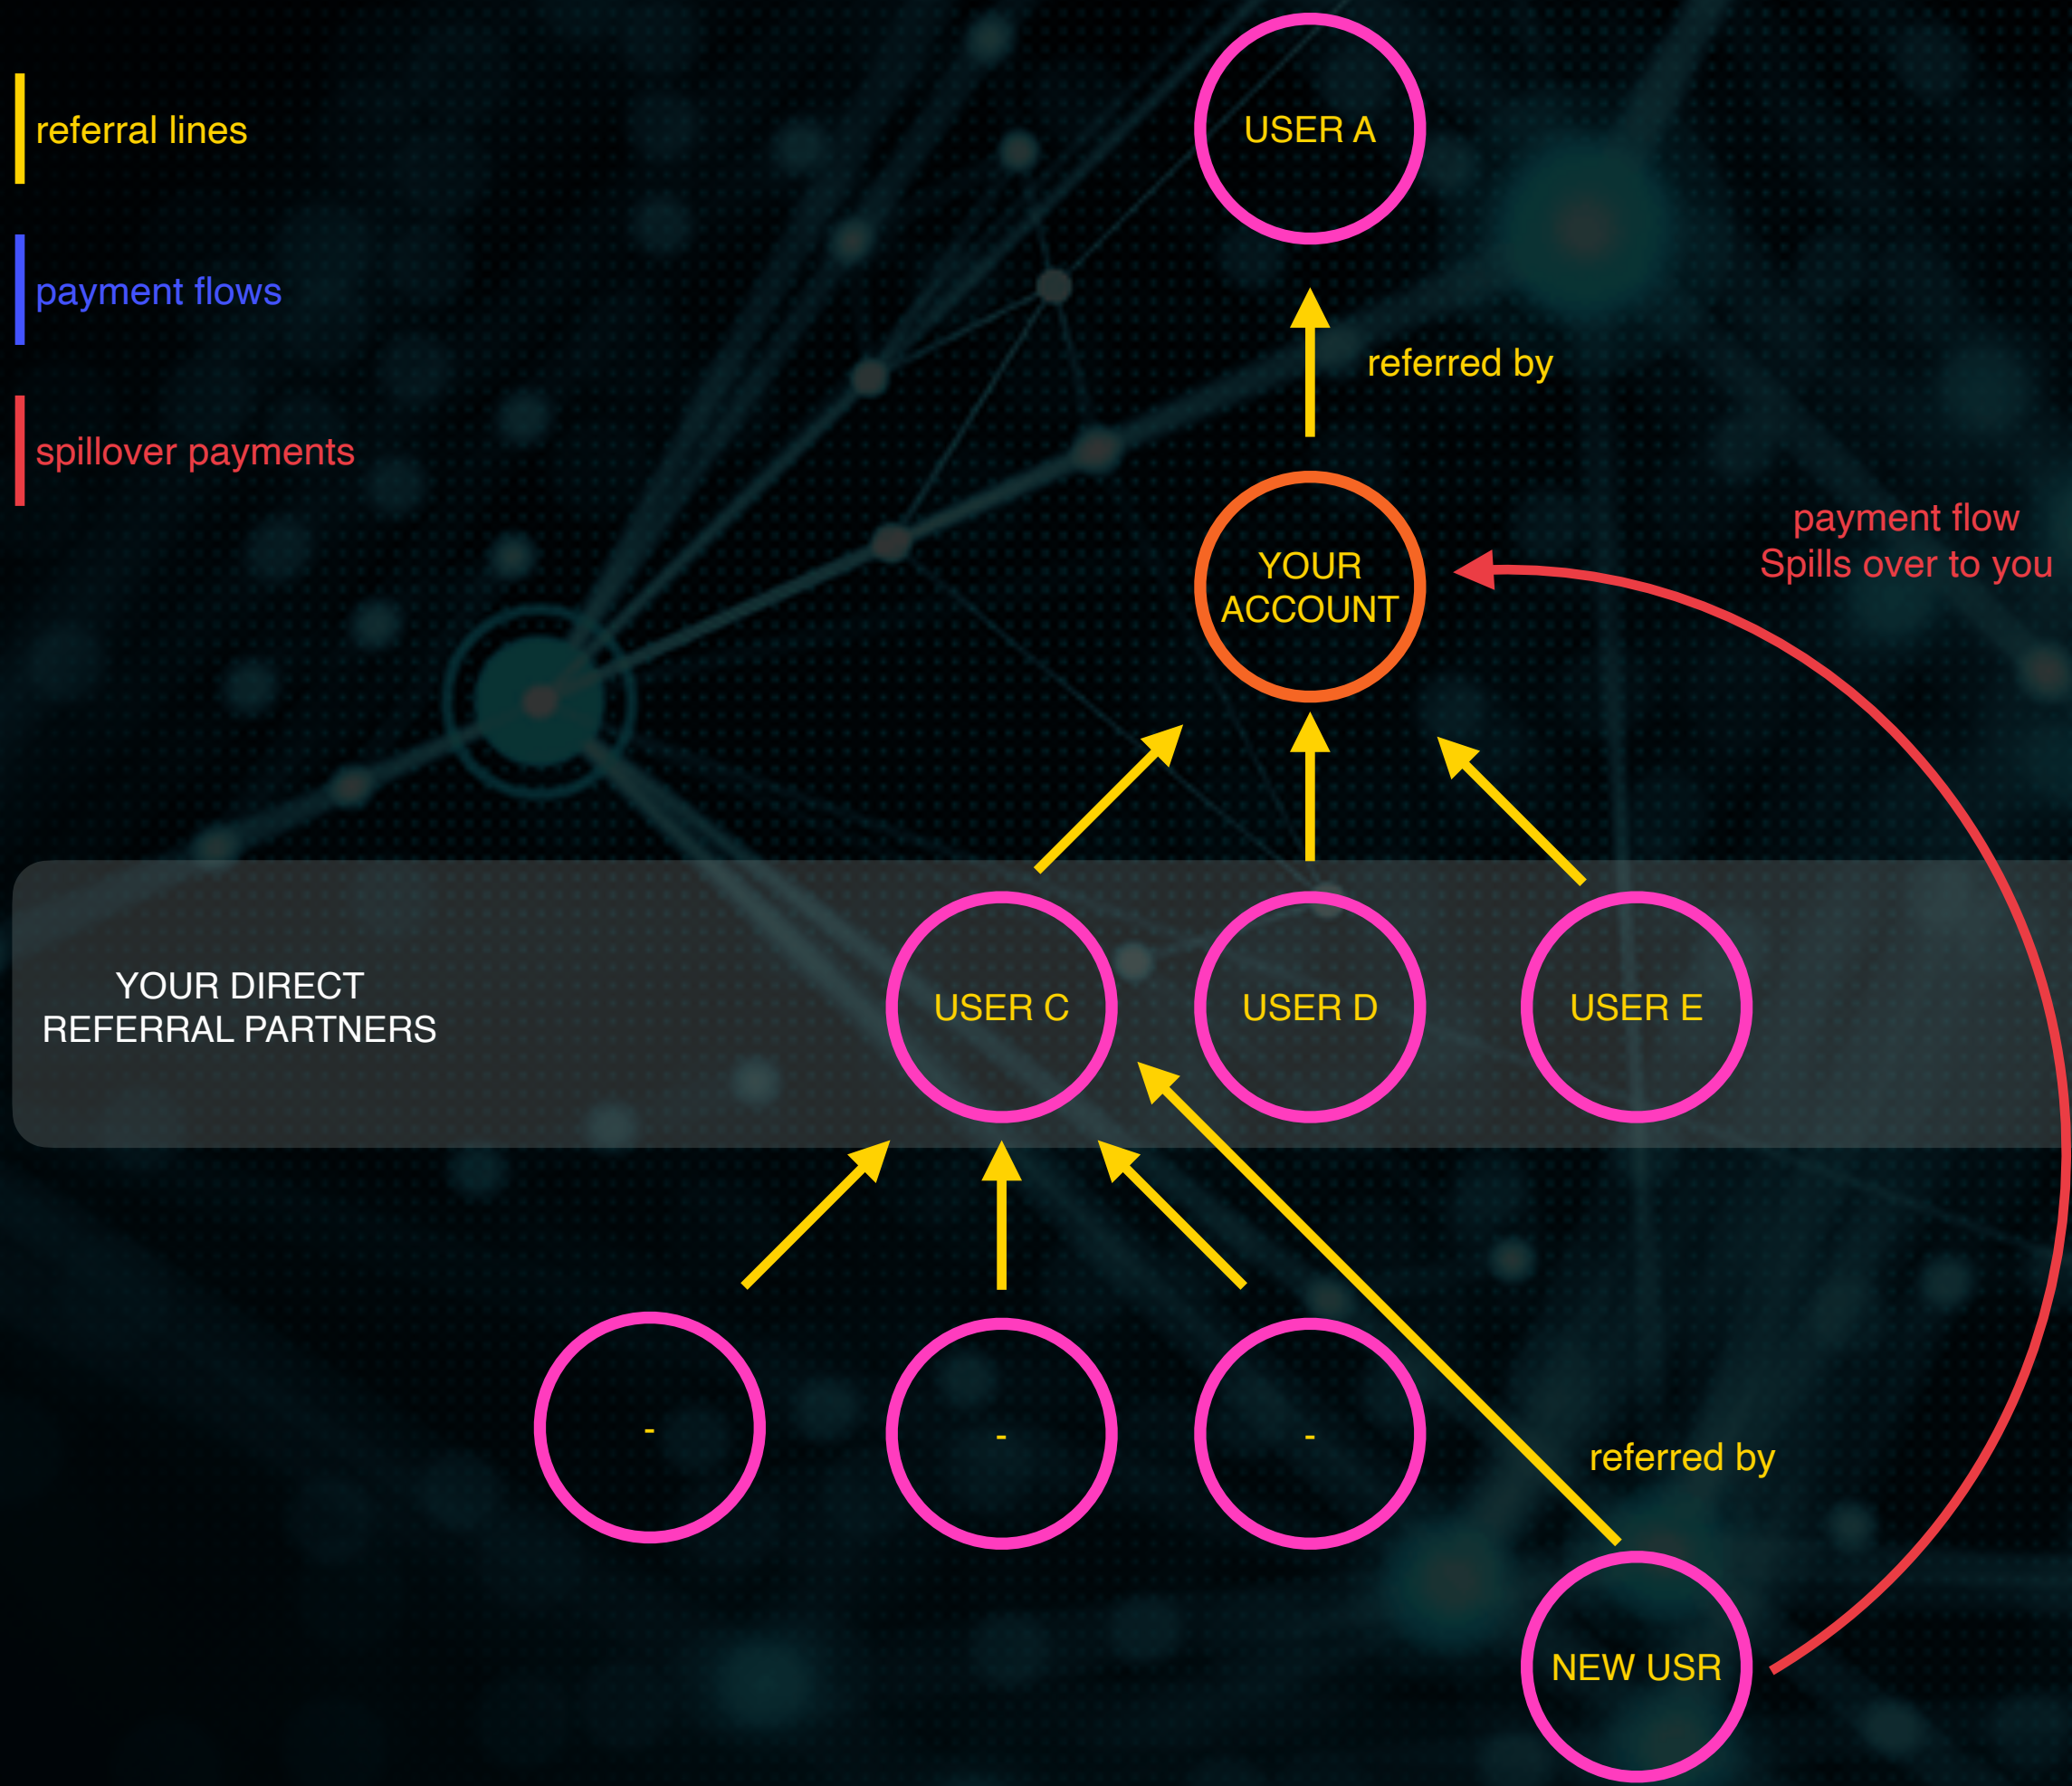 referral lines
payment flows
spillover payments
USER A
referred by
YOUR
ACCOUNT
payment flow
Spills over to you
YOUR DIRECT
REFERRAL PARTNERS
USER C
USER D
USER E
-
-
-
referred by
NEW USR